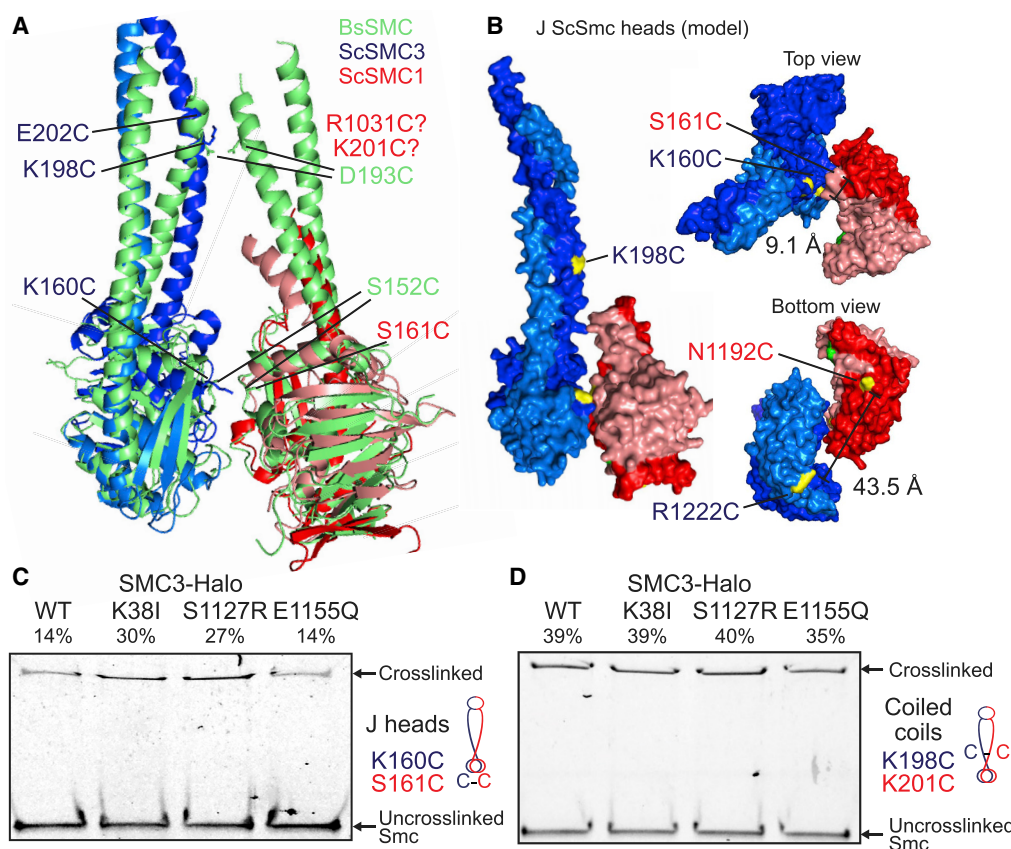 A
BsSMC
ScSMC3
ScSMC1
E202C
K198C
R1031C?
K201C?
D193C
K160C
S152C
S161C
B
J ScSmc heads (model)
Top view
S161C
K160C
9.1 Å
K198C
Bottom view
N1192C
43.5 Å
R1222C
C
SMC3-Halo
WT K38I S1127R E1155Q
14% 30% 27% 14%
Crosslinked
J heads
K160C
S161C
C-C
Uncrosslinked
Smc
D
SMC3-Halo
WT K38I S1127R E1155Q
39% 39% 40% 35%
Crosslinked
Coiled
coils
K198C
K201C
C C
Uncrosslinked
Smc